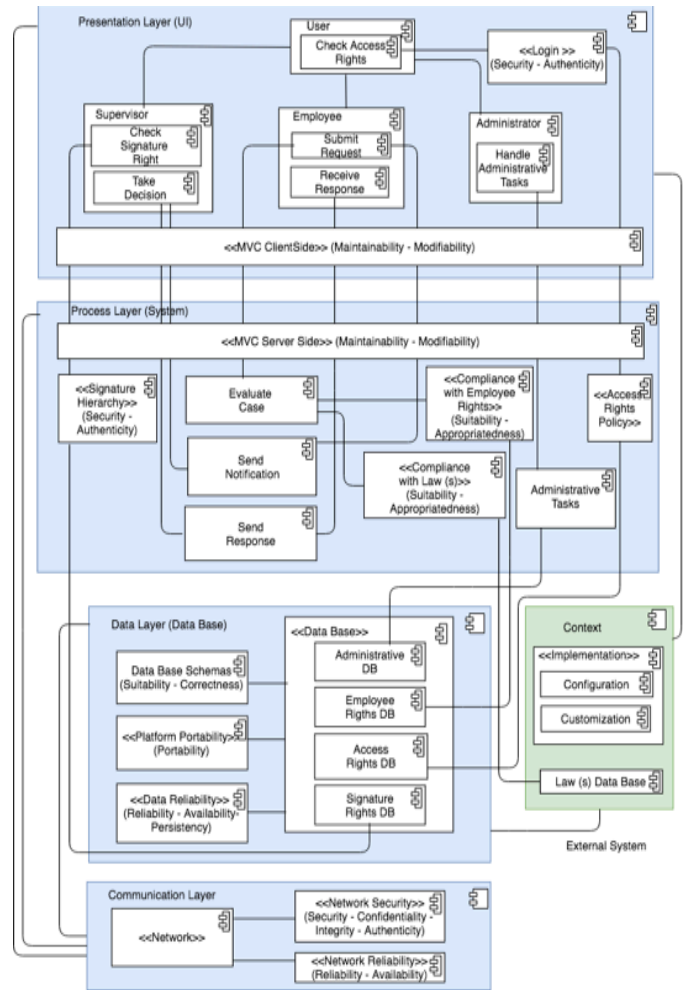 Presentation Layer (UI)
User
Check Access
Rights
<<Login >>
(Security - Authenticity)
Supervisor
Check
Signature
Right
Take
Decision
Employee
Submit
Request
Receive
Response
Administrator
Handle
Administrative
Tasks
<<MVC ClientSide>> (Maintainability - Modifiability)
Process Layer (System)
<<MVC Server Side>> (Maintainability - Modifiability)
<<Signature
Hierarchy>>
(Security -
Authenticity)
Evaluate
Case
<<Compliance
with Employee
Rights>>
(Suitability -
Appropriatedness)
<<Access
Rights
Policy>>
Send
Notification
<<Compliance
with Law (s)>>
(Suitability -
Appropriatedness)
Administrative
Tasks
Send
Response
Data Layer (Data Base)
<<Data Base>>
Administrative
DB
Data Base Schemas
(Suitability - Correctness)
Employee
Rigths DB
<<Platform Portability>>
(Portability)
Access
Rights DB
<<Data Reliability>>
(Reliability - Availability-
Persistency)
Signature
Rights DB
Context
<<Implementation>>
Configuration
Customization
Law (s) Data Base
External System
Communication Layer
<<Network>>
<<Network Security>>
(Security - Confidentiality -
Integrity - Authenticity)
<<Network Reliability>>
(Reliability - Availability)